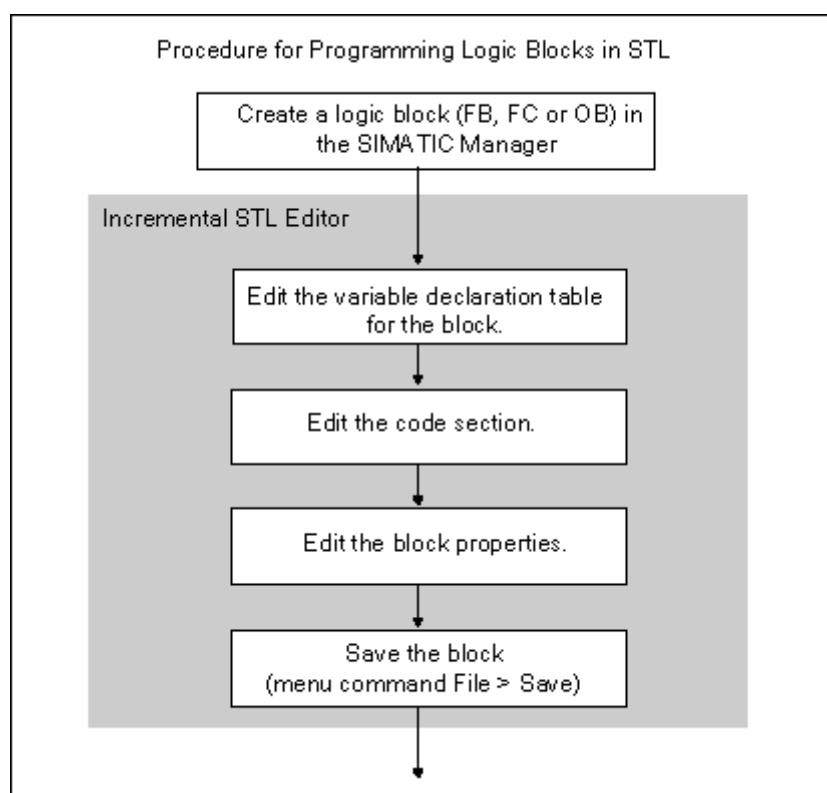 Procedure for Programming Logic Blocks in STL
Create a logic block (FB, FC or OB) in
the SIMATIC Manager
Incremental STL Editor
Edit the variable declaration table
for the block.
Edit the code section.
Edit the block properties.
Save the block
(menu command File > Save)